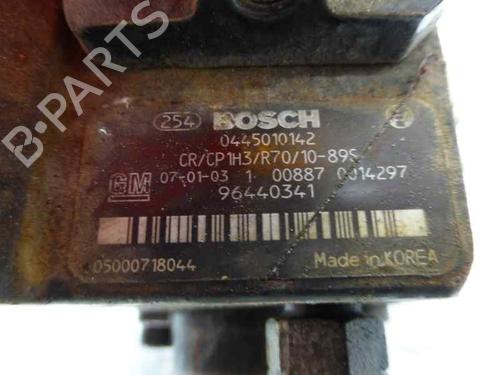 254 BOSCH
0445010142
CR/CP1H3/R70/10-89S
GM 07-01-03 1 00887 0014297
96440341
05000718044 Made in KOREA